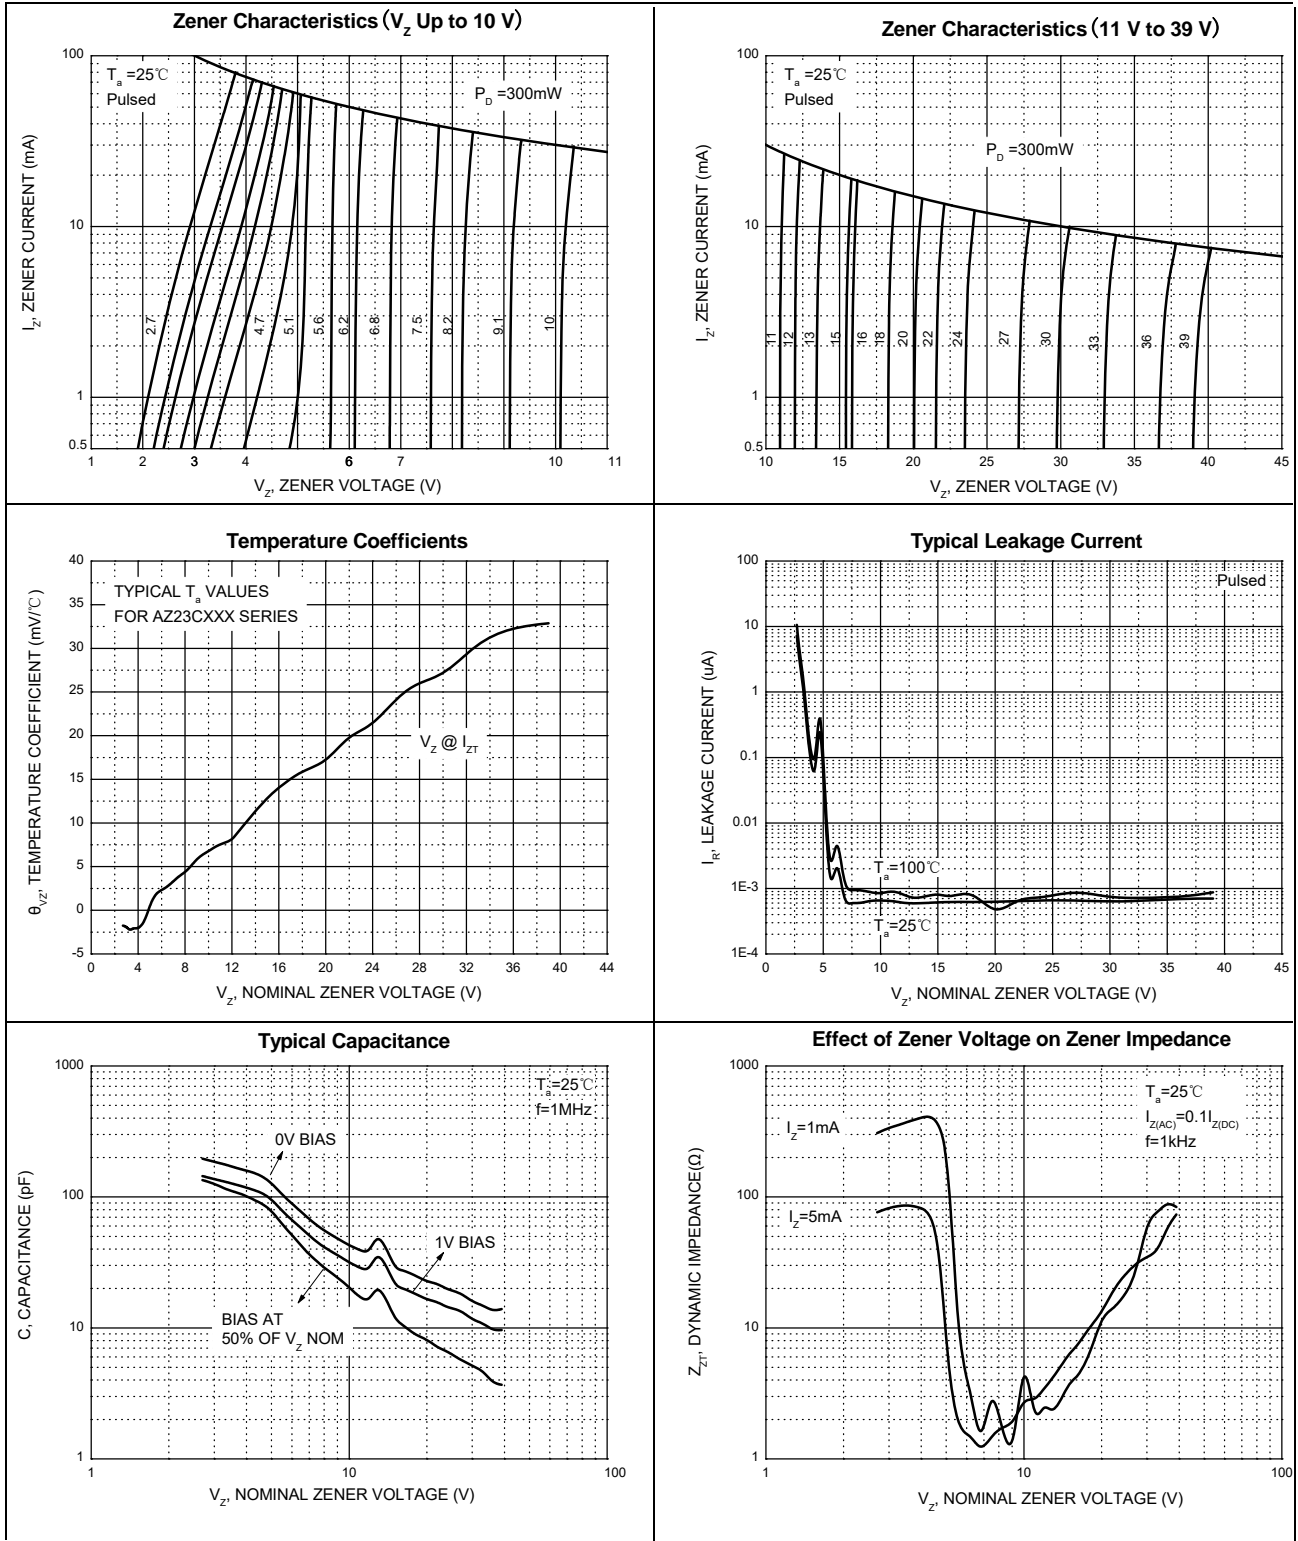 Zener Characteristics (VZ Up to 10 V)
100
10
1
0.5
IZ, ZENER CURRENT (mA)
Ta =25℃
Pulsed
PD =300mW
2.7
4.7
5.1
5.6
6.2
6.8
7.5
8.2
9.1
10
1 2 3 4 6 7 10 11
VZ, ZENER VOLTAGE (V)
Zener Characteristics (11 V to 39 V)
100
10
1
0.5
IZ, ZENER CURRENT (mA)
Ta =25℃
Pulsed
PD =300mW
11
12
13
15
16
18
20
22
24
27
30
33
36
39
10 15 20 25 30 35 40 45
VZ, ZENER VOLTAGE (V)
Temperature Coefficients
40
35
30
25
20
15
10
5
0
-5
θVZ, TEMPERATURE COEFFICIENT (mV/℃)
TYPICAL Ta VALUES
FOR AZ23CXXX SERIES
VZ @ IZT
0 4 8 12 16 20 24 28 32 36 40 44
VZ, NOMINAL ZENER VOLTAGE (V)
Typical Leakage Current
100
10
1
0.1
0.01
1E-3
1E-4
IR, LEAKAGE CURRENT (uA)
Pulsed
Ta=100℃
Ta=25℃
0 5 10 15 20 25 30 35 40 45
VZ, NOMINAL ZENER VOLTAGE (V)
Typical Capacitance
1000
100
10
1
C, CAPACITANCE (pF)
Ta=25℃
f=1MHz
0V BIAS
1V BIAS
BIAS AT
50% OF VZ NOM
1 10 100
VZ, NOMINAL ZENER VOLTAGE (V)
Effect of Zener Voltage on Zener Impedance
1000
100
10
1
ZZT, DYNAMIC IMPEDANCE(Ω)
Ta=25℃
IZ(AC)=0.1IZ(DC)
f=1kHz
IZ=1mA
IZ=5mA
1 10 100
VZ, NOMINAL ZENER VOLTAGE (V)